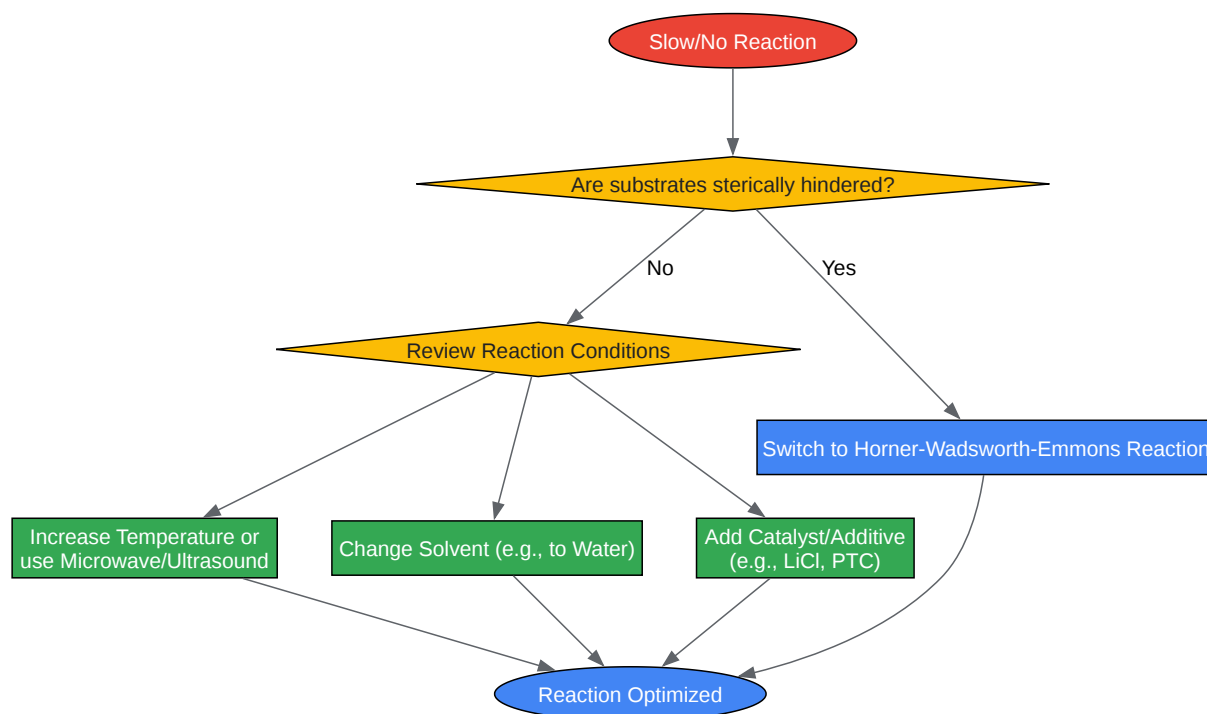 Slow/No Reaction
Are substrates sterically hindered?
No
Yes
Review Reaction Conditions
Switch to Horner-Wadsworth-Emmons Reaction
Increase Temperature or
use Microwave/Ultrasound
Change Solvent (e.g., to Water)
Add Catalyst/Additive
(e.g., LiCl, PTC)
Reaction Optimized